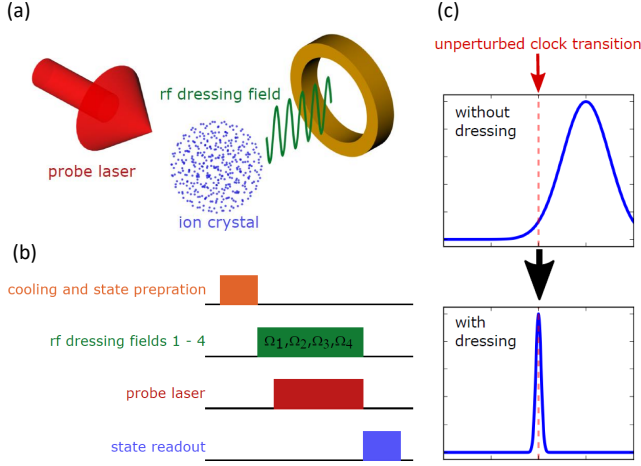 (a)
rf dressing field
probe laser
ion crystal
(b)
cooling and state prepration
rf dressing fields 1 - 4
Ω1,Ω2,Ω3,Ω4
probe laser
state readout
(c)
unperturbed clock transition
without
dressing
with
dressing